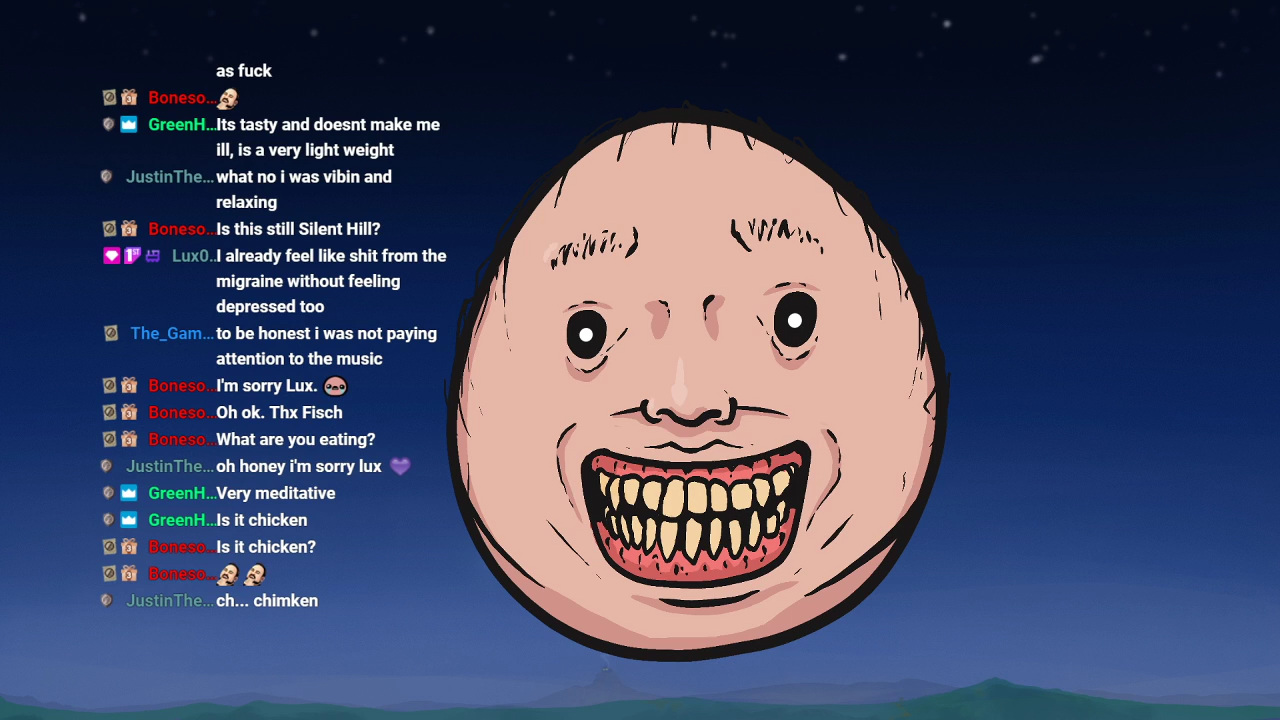 as fuck
Boneso...
GreenH...Its tasty and doesnt make me
ill, is a very light weight
JustinThe...what no i was vibin and
relaxing
Boneso...Is this still Silent Hill?
Lux0..I already feel like shit from the
migraine without feeling
depressed too
The_Gam...to be honest i was not paying
attention to the music
Boneso...I'm sorry Lux.
Boneso...Oh ok. Thx Fisch
Boneso...What are you eating?
JustinThe...oh honey i'm sorry lux
GreenH...Very meditative
GreenH...Is it chicken
Boneso...Is it chicken?
Boneso...
JustinThe...ch... chimken